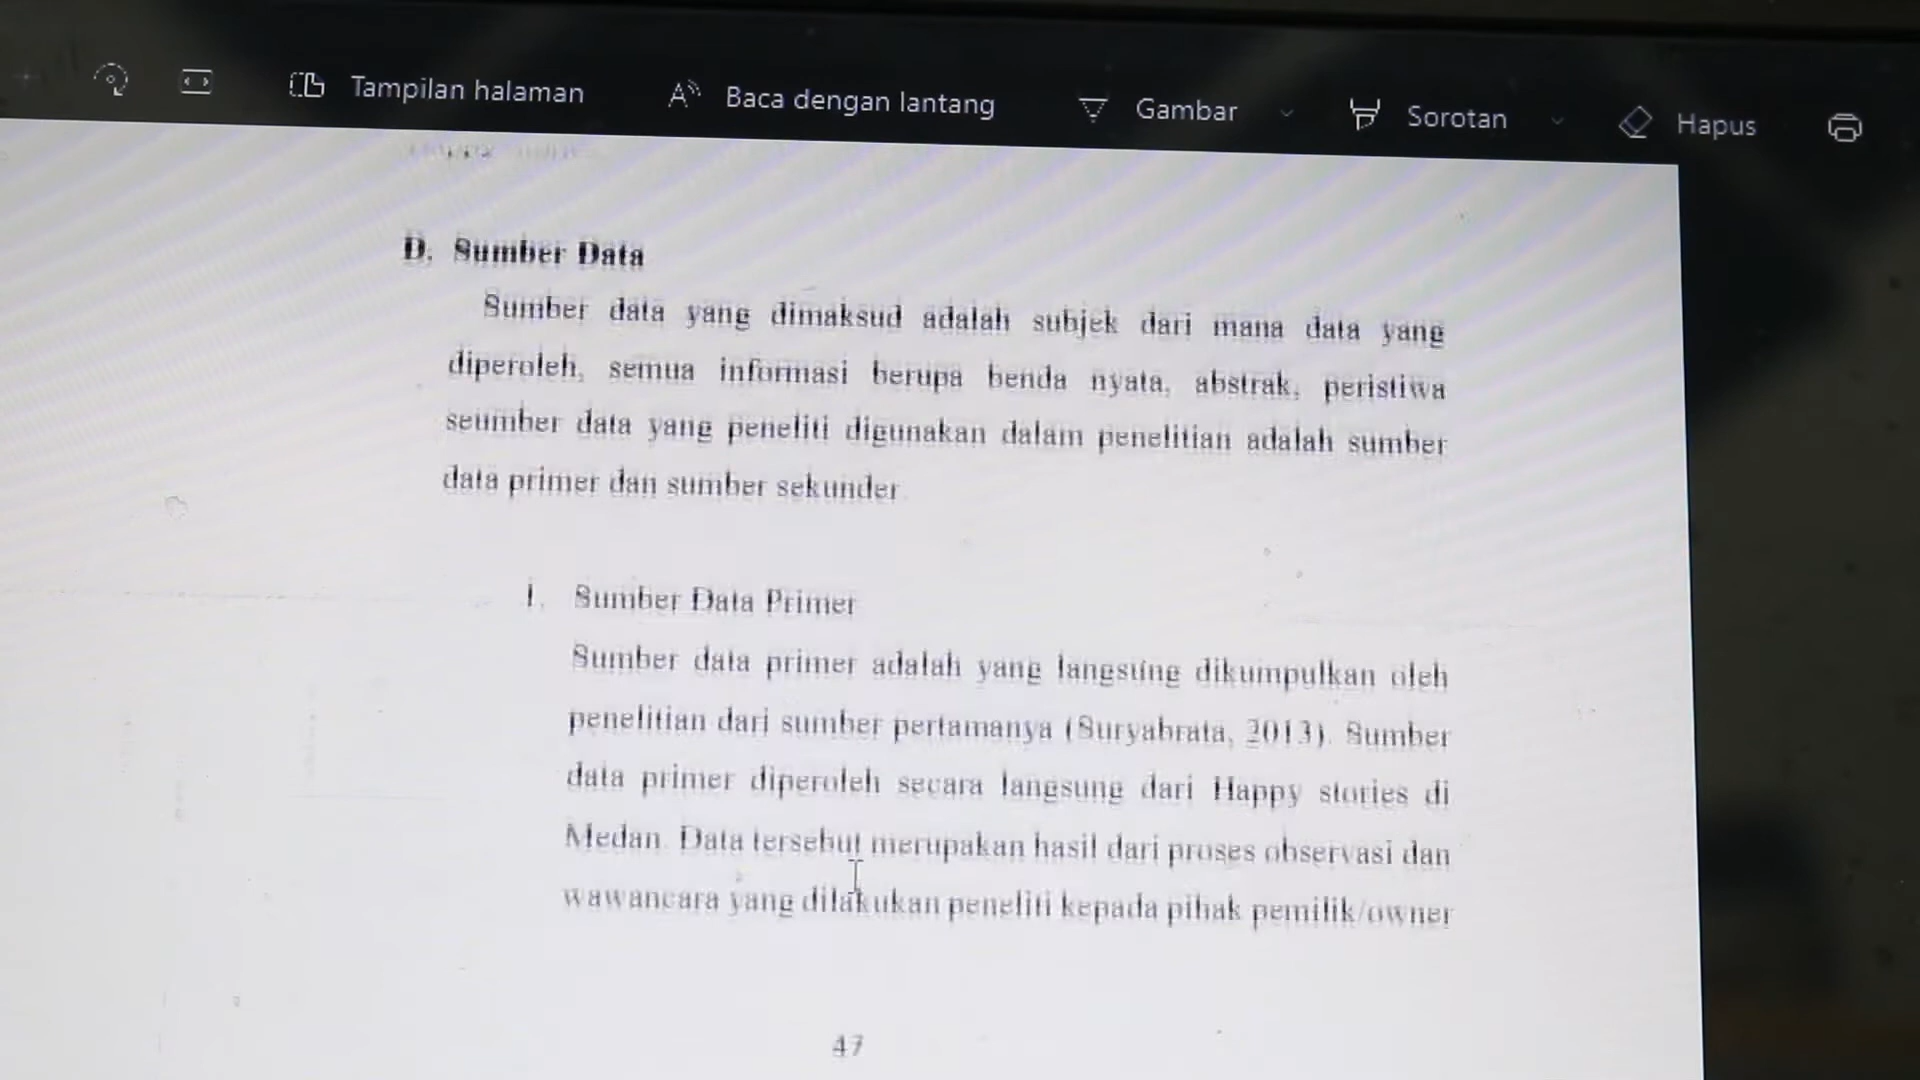 Tampilan halaman
Baca dengan lantang
Gambar
Sorotan
Hapus
D. Sumber Data
Sumber data yang dimaksud adalah subjek dari mana data yang
diperoleh, semua informasi berupa benda nyata, abstrak, peristiwa
seumber data yang peneliti digunakan dalam penelitian adalah sumber
data primer dan sumber sekunder.
1. Sumber Data Primer
Sumber data primer adalah yang langsung dikumpulkan oleh
penelitian dari sumber pertamanya (Suryabrata, 2013). Sumber
data primer diperoleh secara langsung dari Happy stories di
Medan. Data tersebut merupakan hasil dari proses observasi dan
wawancara yang dilakukan peneliti kepada pihak pemilik/owner
47